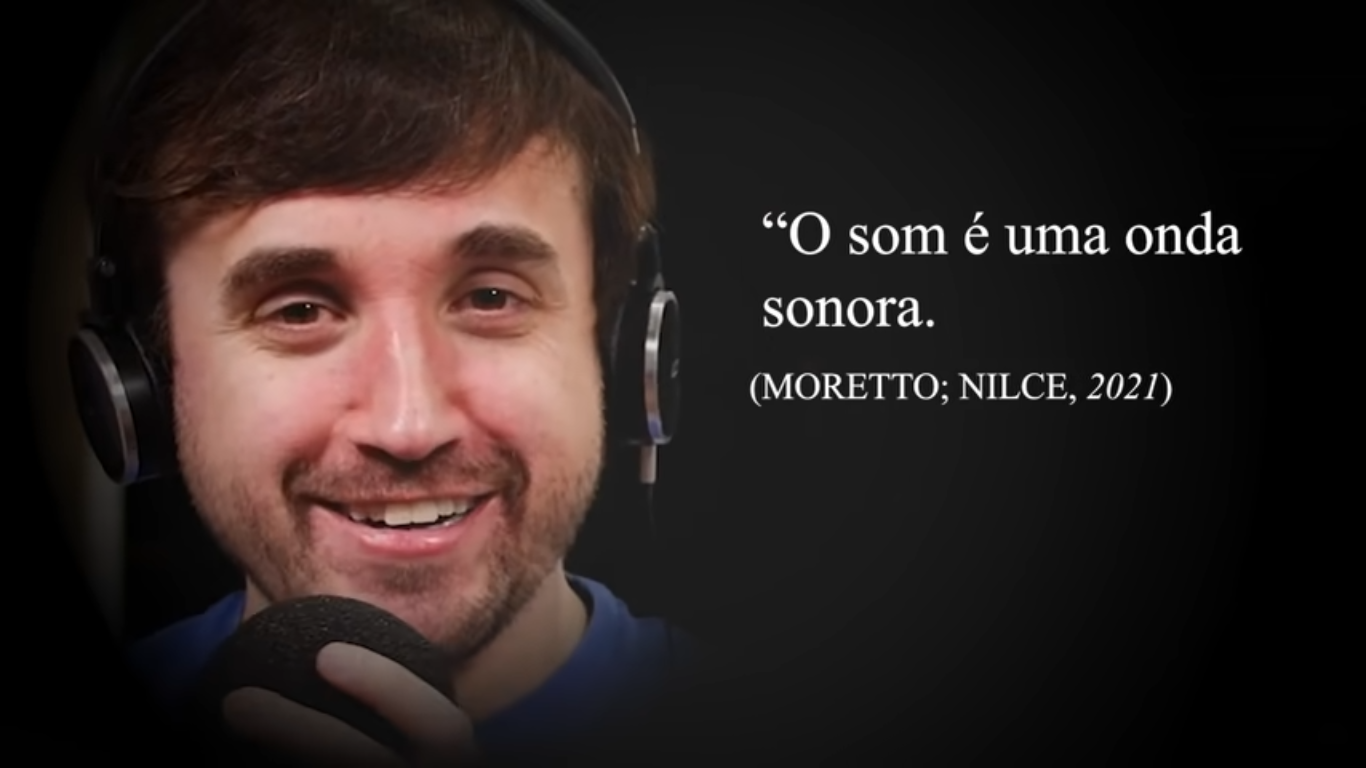 “O som é uma onda
sonora.
(MORETTO; NILCE, 2021)